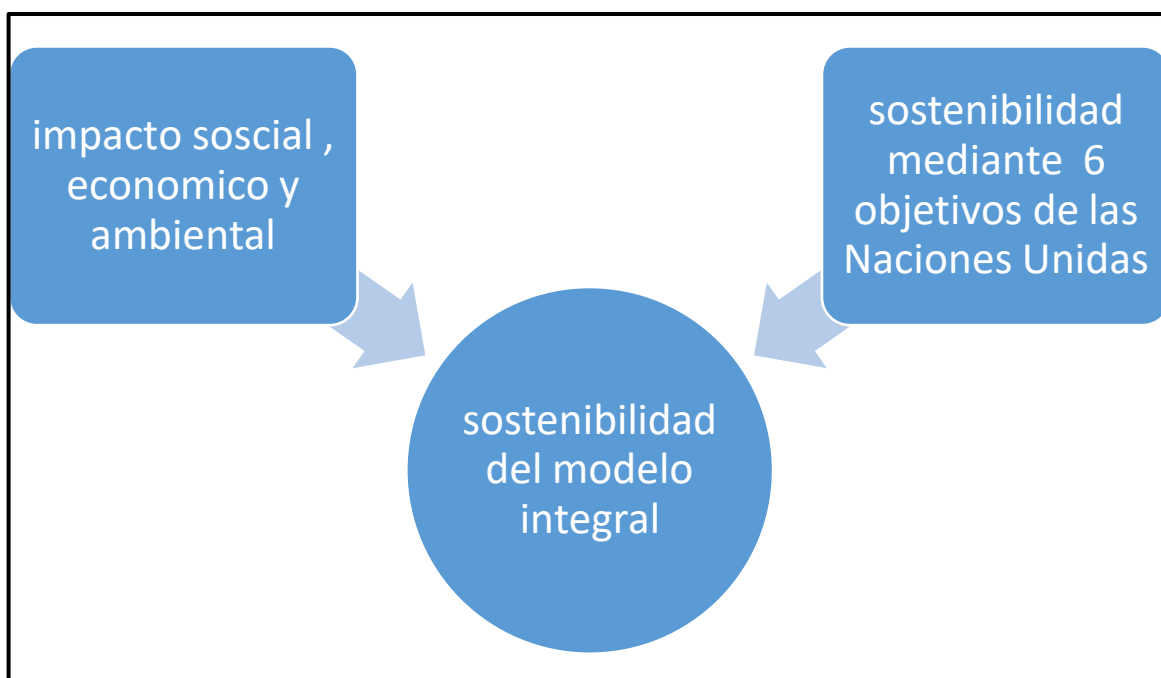 impacto soscial ,
economico y
ambiental
sostenibilidad
mediante 6
objetivos de las
Naciones Unidas
sostenibilidad
del modelo
integral